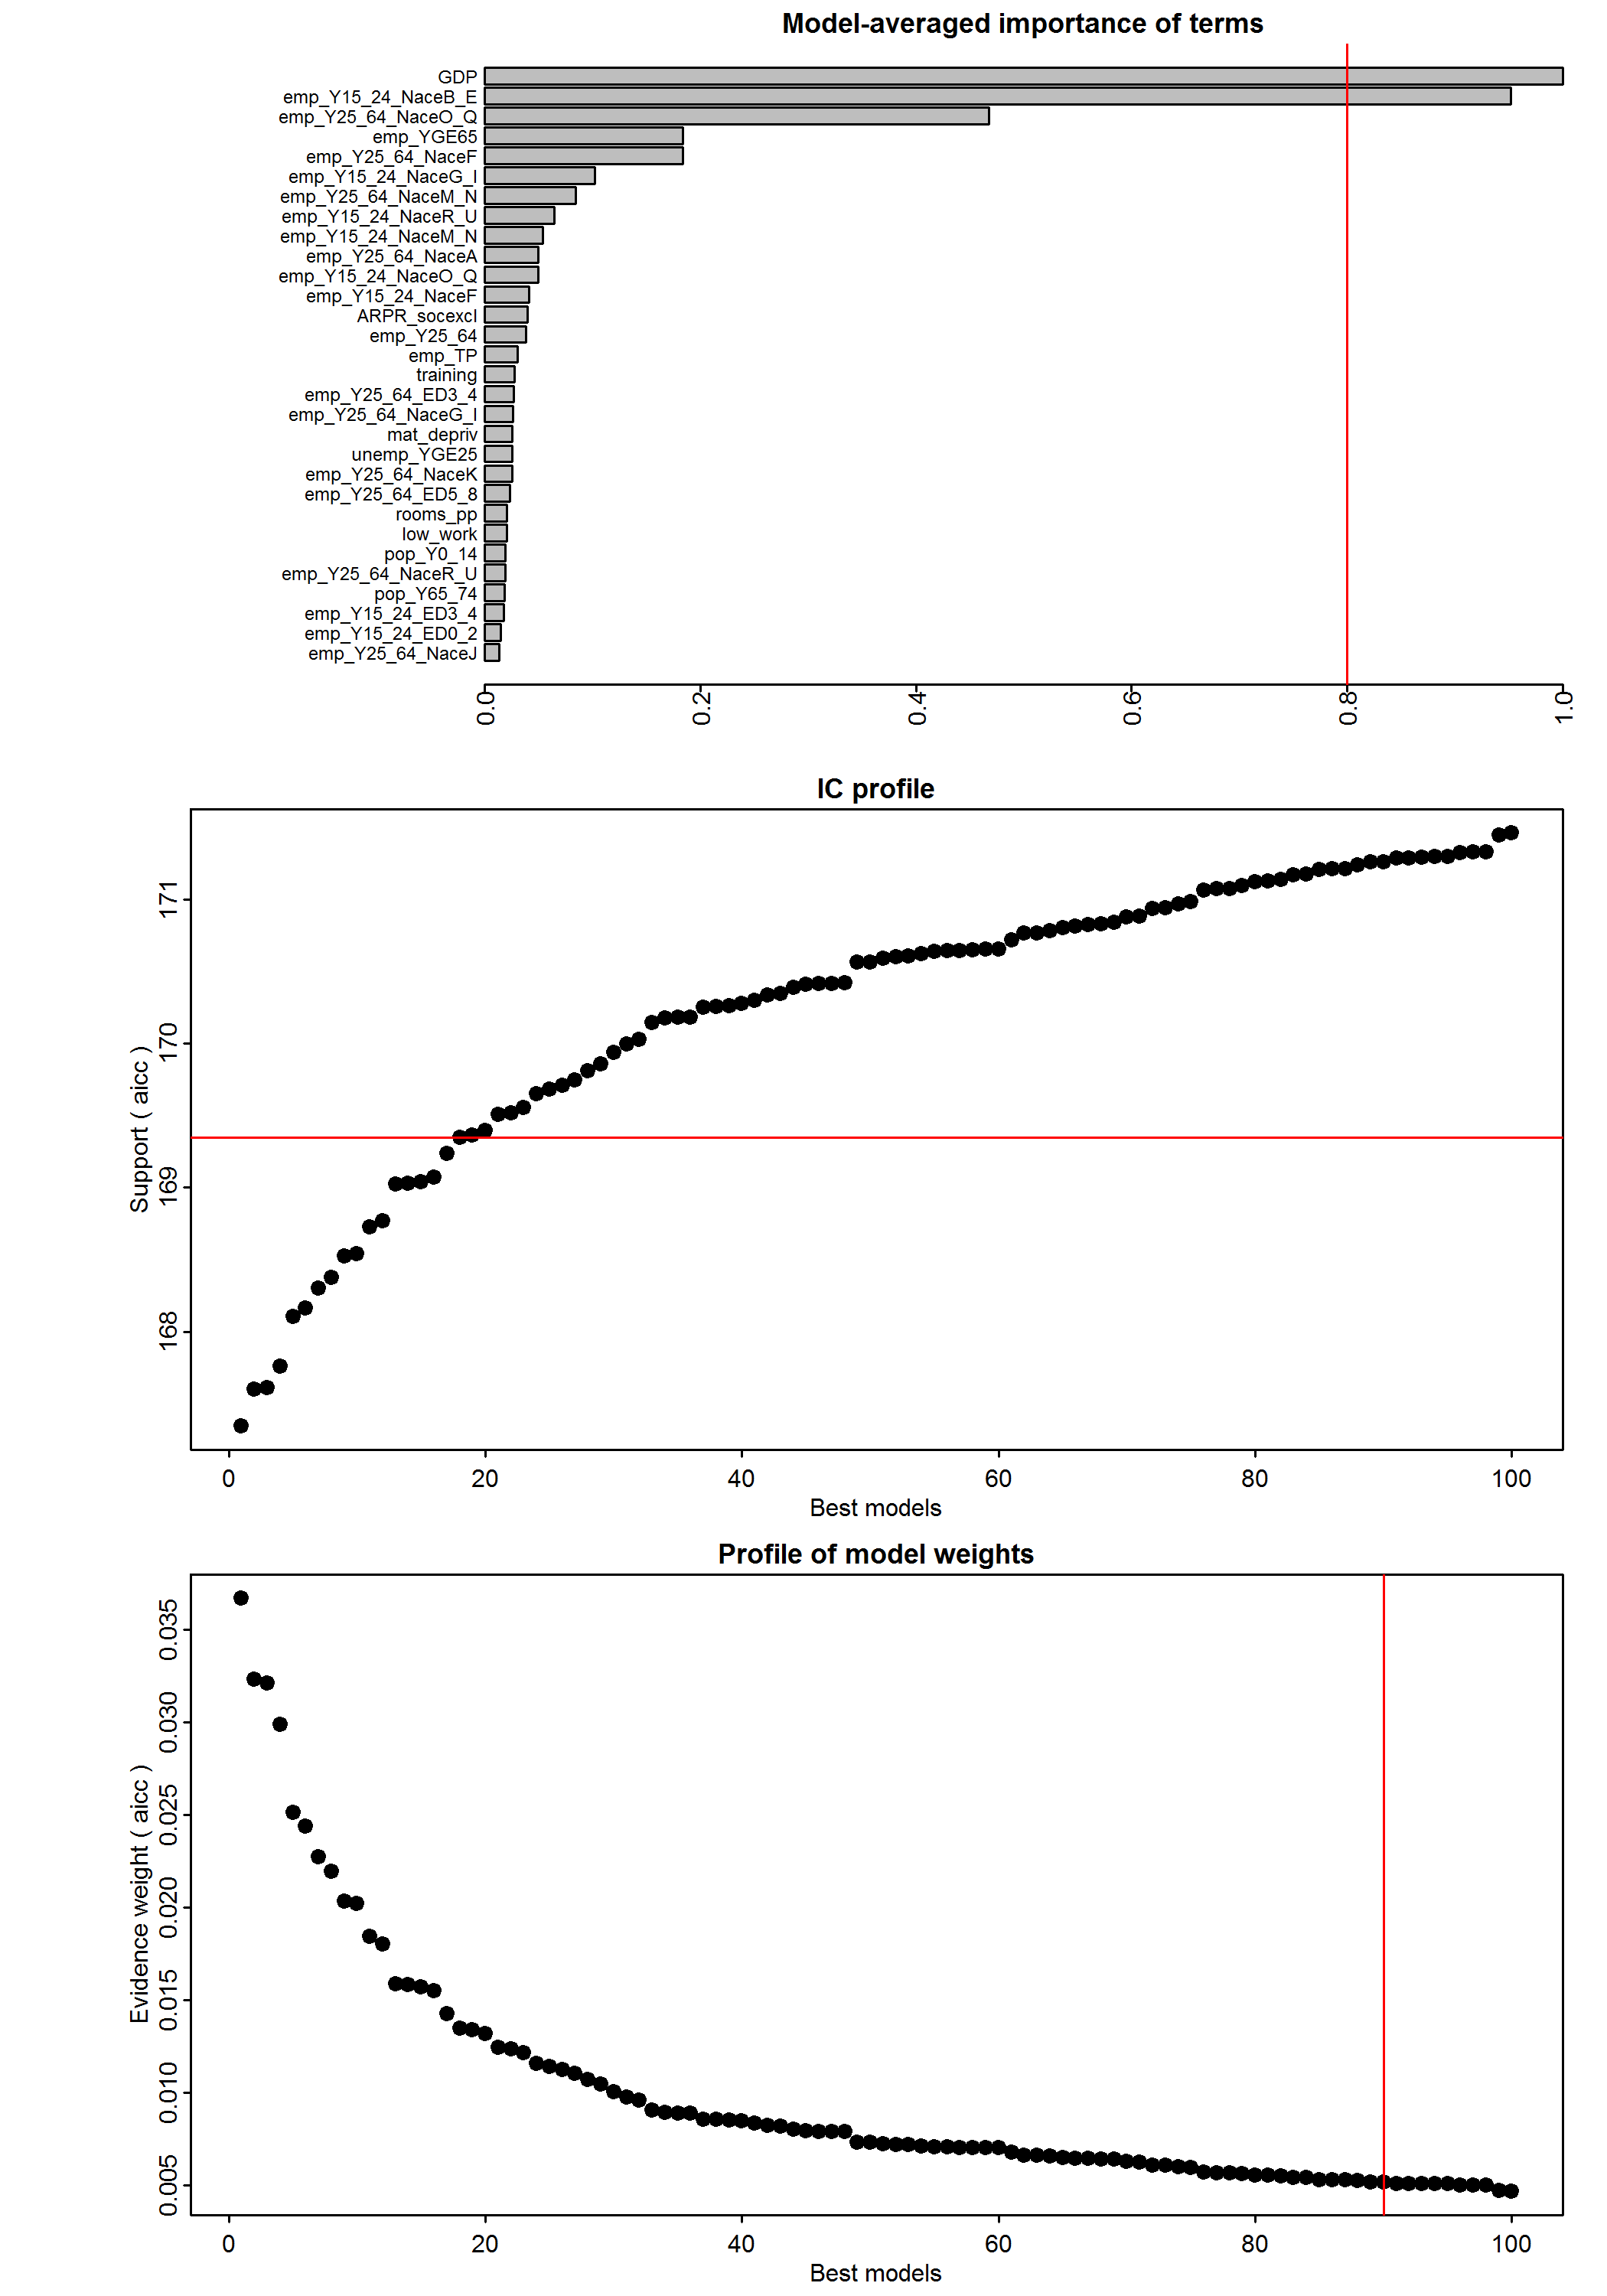 Model-averaged importance of terms
GDP
emp_Y15_24_NaceB_E
emp_Y25_64_NaceO_Q
emp_YGE65
emp_Y25_64_NaceF
emp_Y15_24_NaceG_I
emp_Y25_64_NaceM_N
emp_Y15_24_NaceR_U
emp_Y15_24_NaceM_N
emp_Y25_64_NaceA
emp_Y15_24_NaceO_Q
emp_Y15_24_NaceF
ARPR_socexcl
emp_Y25_64
emp_TP
training
emp_Y25_64_ED3_4
emp_Y25_64_NaceG_I
mat_depriv
unemp_YGE25
emp_Y25_64_NaceK
emp_Y25_64_ED5_8
rooms_pp
low_work
pop_Y0_14
emp_Y25_64_NaceR_U
pop_Y65_74
emp_Y15_24_ED3_4
emp_Y15_24_ED0_2
emp_Y25_64_NaceJ
0.0 0.2 0.4 0.6 0.8 1.0
IC profile
Support ( aicc )
171
170
169
168
0 20 40 60 80 100
Best models
Profile of model weights
Evidence weight ( aicc )
0.035
0.030
0.025
0.020
0.015
0.010
0.005
0 20 40 60 80 100
Best models